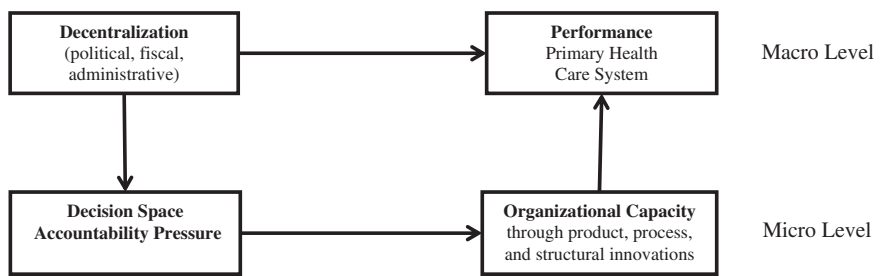 Decentralization
(political, fiscal,
administrative)
Performance
Primary Health
Care System
Macro Level
Decision Space
Accountability Pressure
Organizational Capacity
through product, process,
and structural innovations
Micro Level